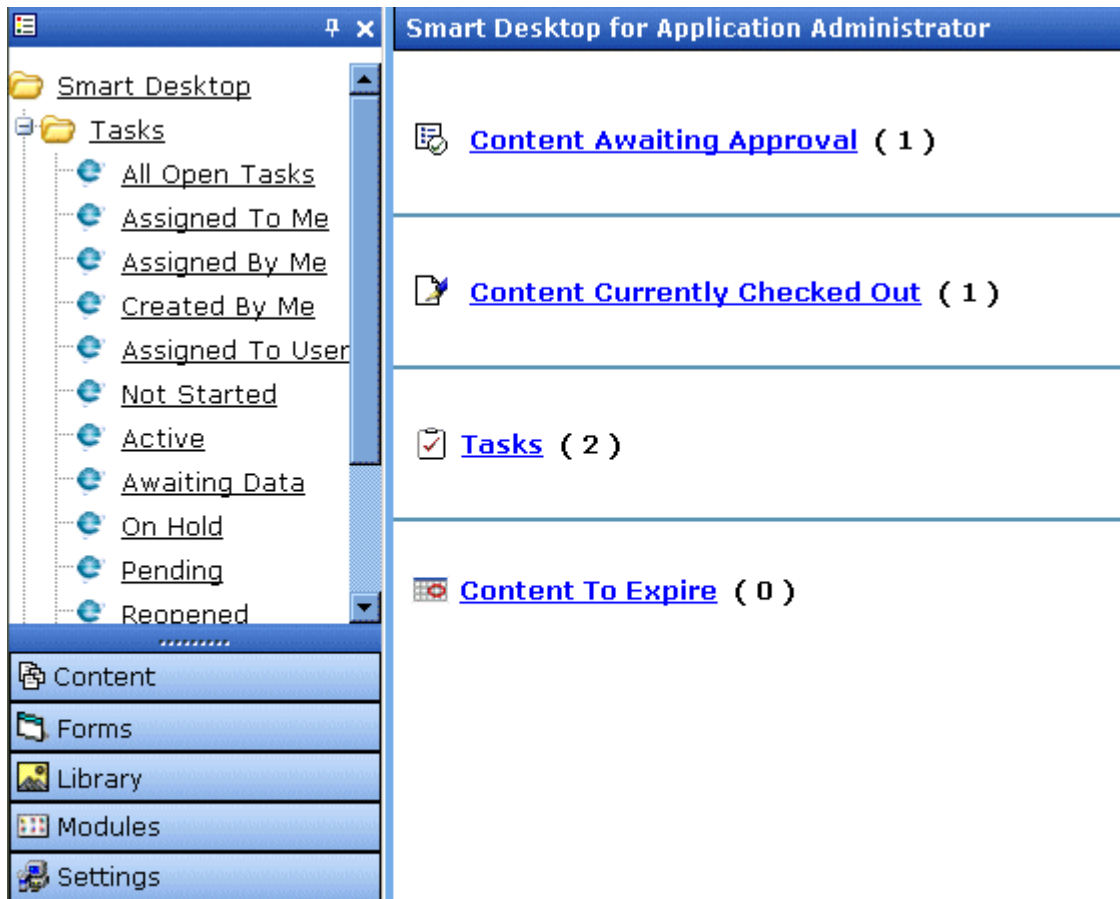 Smart Desktop for Application Administrator
Smart Desktop
Tasks
All Open Tasks
Assigned To Me
Assigned By Me
Created By Me
Assigned To User
Not Started
Active
Awaiting Data
On Hold
Pending
Reopened
Content
Forms
Library
Modules
Settings
Content Awaiting Approval ( 1 )
Content Currently Checked Out ( 1 )
Tasks ( 2 )
Content To Expire ( 0 )